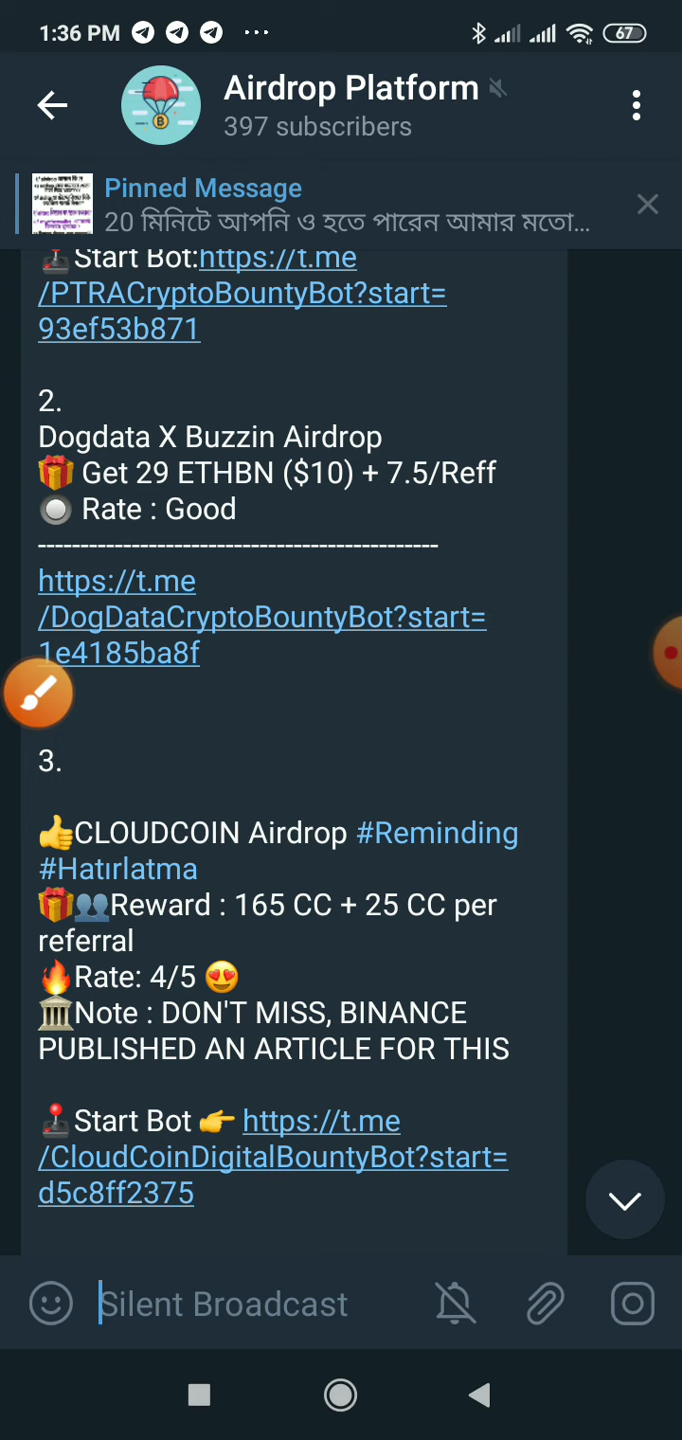 1:36 PM
67
Airdrop Platform
397 subscribers
Pinned Message
20 মিনিটে আপনি ও হতে পারেন আমার মতো...
Start Bot:https://t.me
/PTRACryptoBountyBot?start=
93ef53b871
2.
Dogdata X Buzzin Airdrop
🎁 Get 29 ETHBN ($10) + 7.5/Reff
🔘 Rate : Good
-----------------------------------------------
https://t.me
/DogDataCryptoBountyBot?start=
1e4185ba8f
3.
👍CLOUDCOIN Airdrop #Reminding
#Hatırlatma
🎁👥Reward : 165 CC + 25 CC per
referral
🔥Rate: 4/5 😍
🏛Note : DON'T MISS, BINANCE
PUBLISHED AN ARTICLE FOR THIS
🕹Start Bot 👉 https://t.me
/CloudCoinDigitalBountyBot?start=
d5c8ff2375
Silent Broadcast